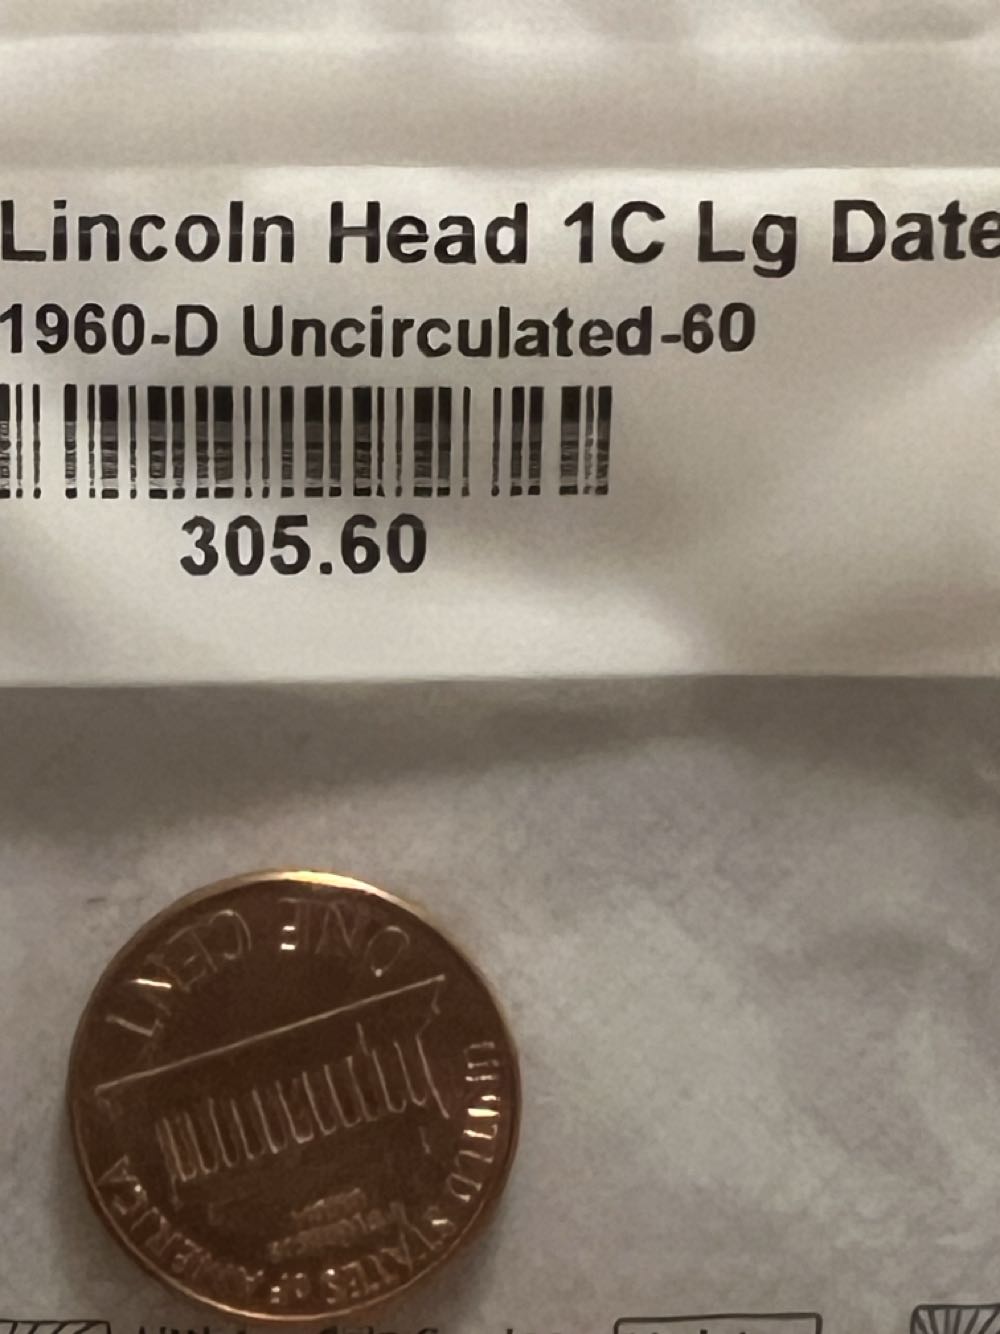 Lincoln Head 1C Lg Date
1960-D Uncirculated-60
305.60
ONE CENT
UNITED STATES OF AMERICA